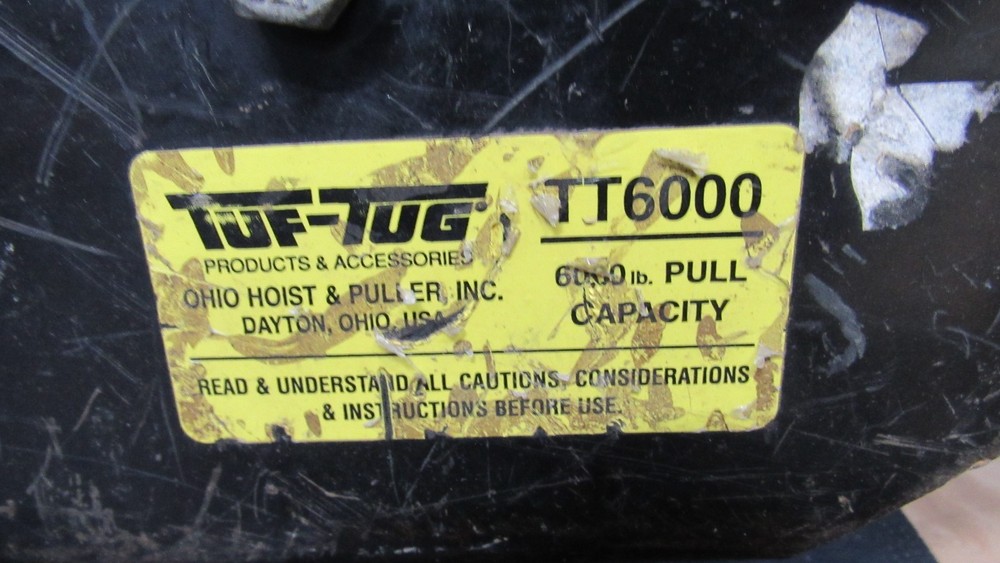 TUF-TUG®
PRODUCTS & ACCESSORIES
OHIO HOIST & PULLER, INC.
DAYTON, OHIO, USA
TT6000
6000 lb. PULL
CAPACITY
READ & UNDERSTAND ALL CAUTIONS, CONSIDERATIONS
& INSTRUCTIONS BEFORE USE.